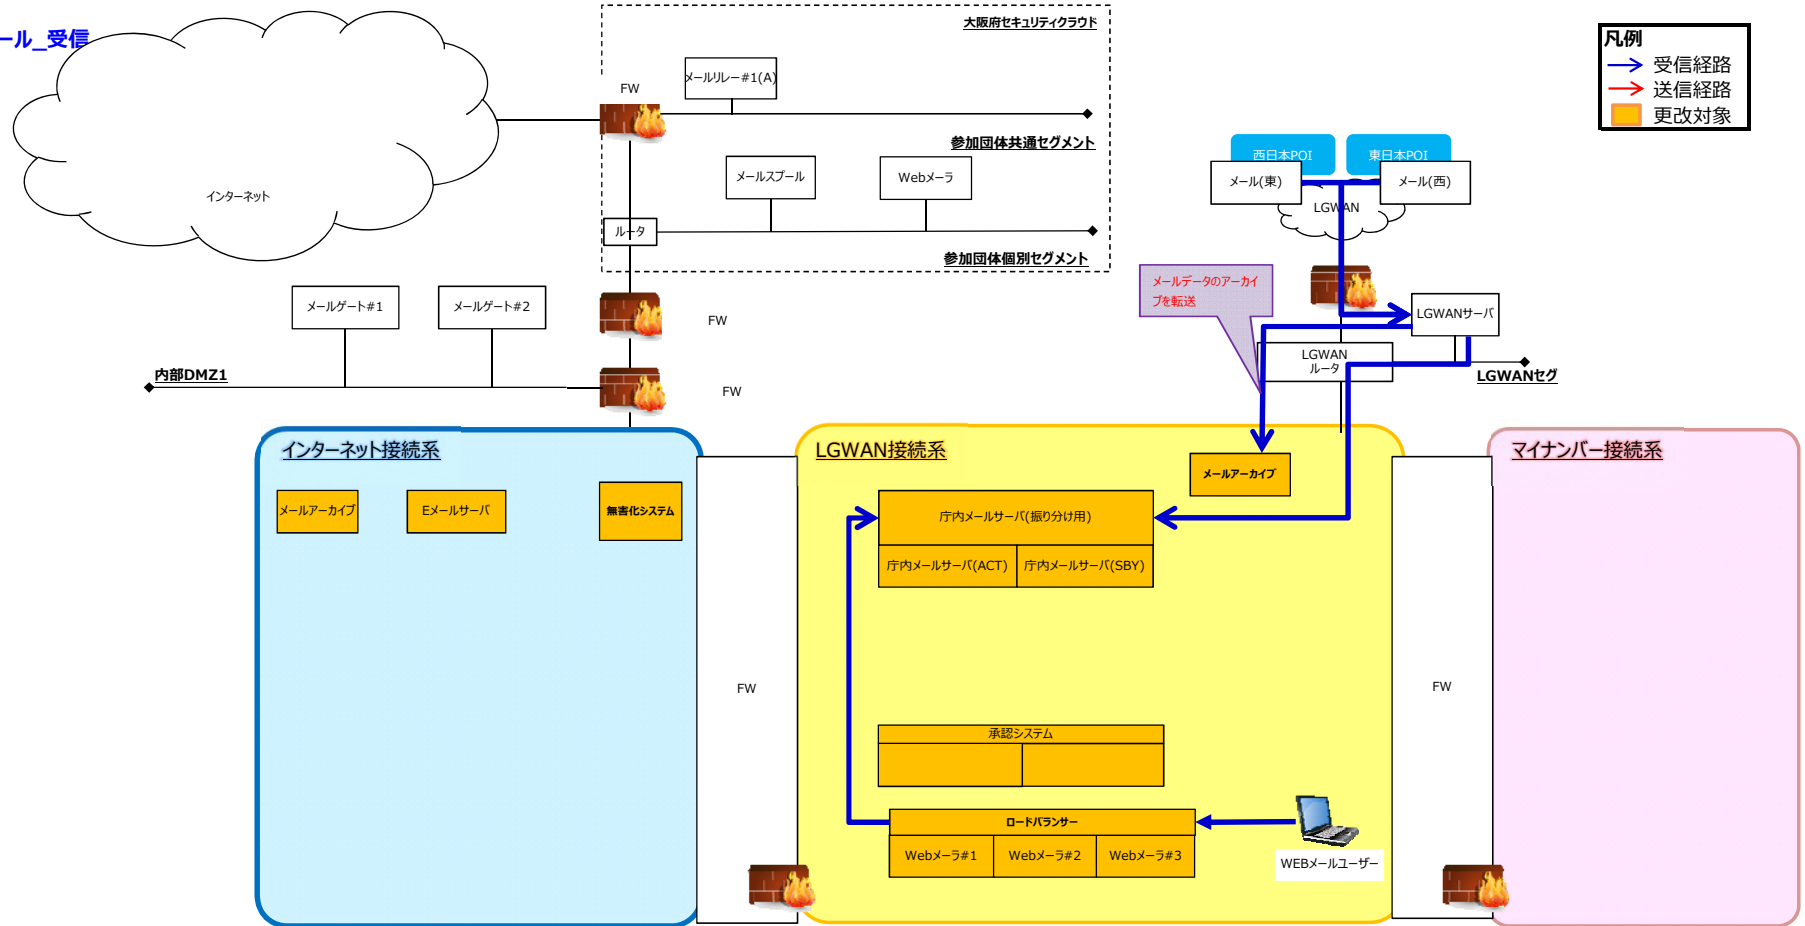 ール_受信
大阪府セキュリティクラウド
凡例
受信経路
送信経路
更改対象
FW
メールリレー#1(A)
参加団体共通セグメント
メールスプール
Webメーラ
インターネット
ルータ
参加団体個別セグメント
西日本POI
東日本POI
メール(東)
メール(西)
LGWAN
メールデータのアーカイ
ブを転送
メールゲート#1
メールゲート#2
FW
LGWANサーバ
LGWAN
ルータ
LGWANセグ
内部DMZ1
FW
インターネット接続系
LGWAN接続系
マイナンバー接続系
メールアーカイブ
Eメールサーバ
無害化システム
メールアーカイブ
庁内メールサーバ(振り分け用)
庁内メールサーバ(ACT)
庁内メールサーバ(SBY)
FW
FW
承認システム
ロードバランサー
Webメーラ#1
Webメーラ#2
Webメーラ#3
WEBメールユーザー